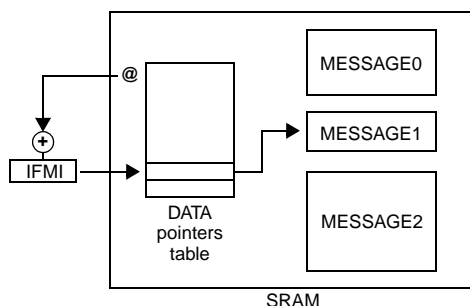 @
MESSAGE0
+
MESSAGE1
IFMI
DATA
pointers
table
MESSAGE2
SRAM